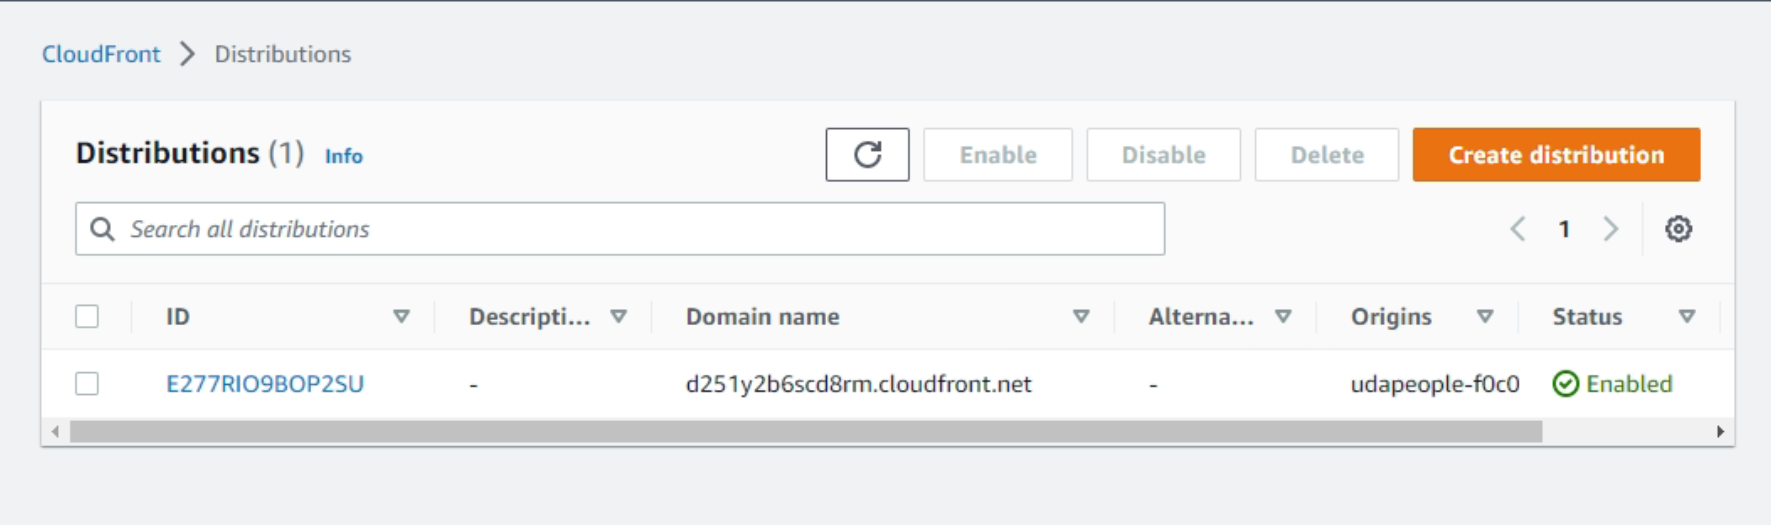 CloudFront > Distributions
Distributions (1) Info Enable Disable Delete Create distribution
Search all distributions 1
ID Descripti... Domain name Alterna... Origins Status
E277RIO9BOP2SU - d251y2b6scd8rm.cloudfront.net - udapeople-f0c0 Enabled